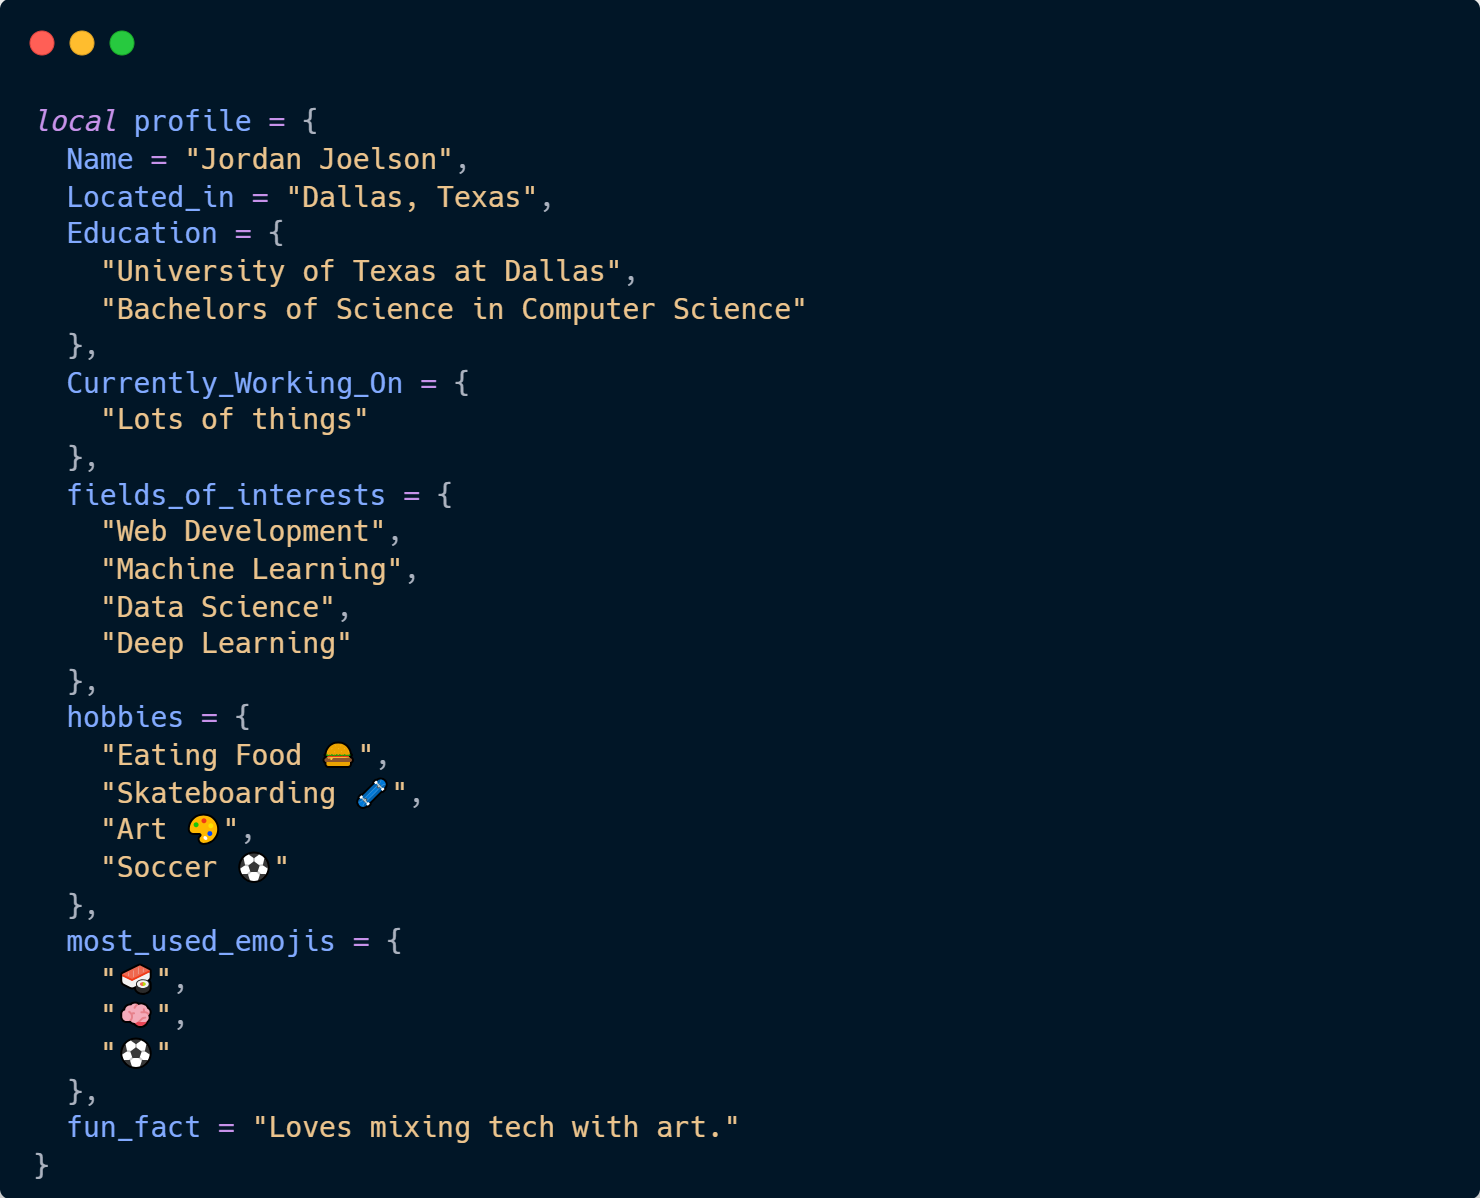 local profile = {
  Name = "Jordan Joelson",
  Located_in = "Dallas, Texas",
  Education = {
    "University of Texas at Dallas",
    "Bachelors of Science in Computer Science"
  },
  Currently_Working_On = {
    "Lots of things"
  },
  fields_of_interests = {
    "Web Development",
    "Machine Learning",
    "Data Science",
    "Deep Learning"
  },
  hobbies = {
    "Eating Food 🍔",
    "Skateboarding 🛹",
    "Art 🎨",
    "Soccer ⚽"
  },
  most_used_emojis = {
    "🍣",
    "🧠",
    "⚽"
  },
  fun_fact = "Loves mixing tech with art."
}